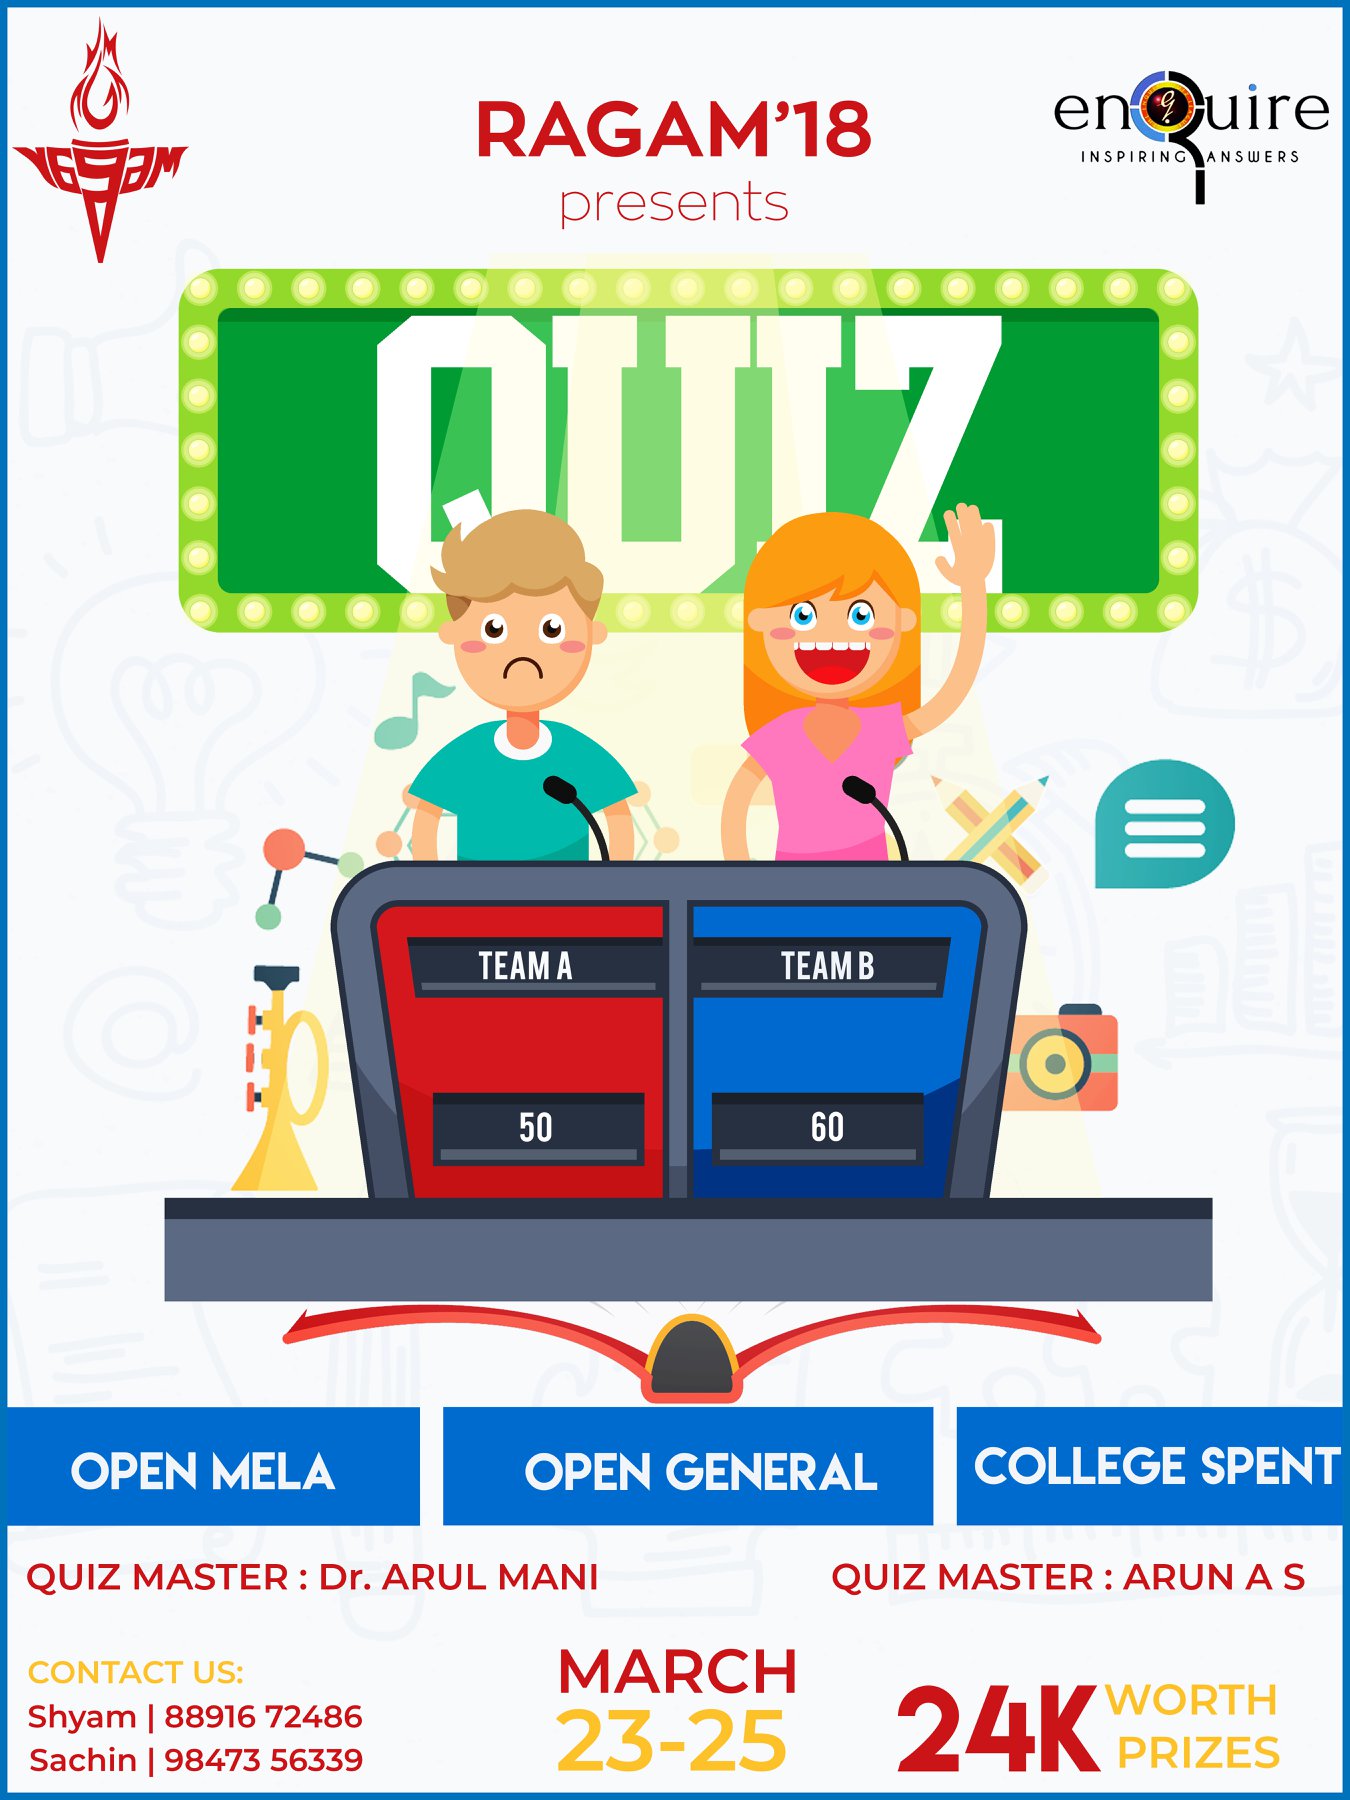 ragam
RAGAM'18
presents
enQuire
INSPIRING ANSWERS
QUIZ
TEAM A
TEAM B
50
60
OPEN MELA
OPEN GENERAL
COLLEGE SPENT
QUIZ MASTER : Dr. ARUL MANI
QUIZ MASTER : ARUN A S
CONTACT US:
Shyam | 88916 72486
Sachin | 98473 56339
MARCH
23-25
24K WORTH
PRIZES